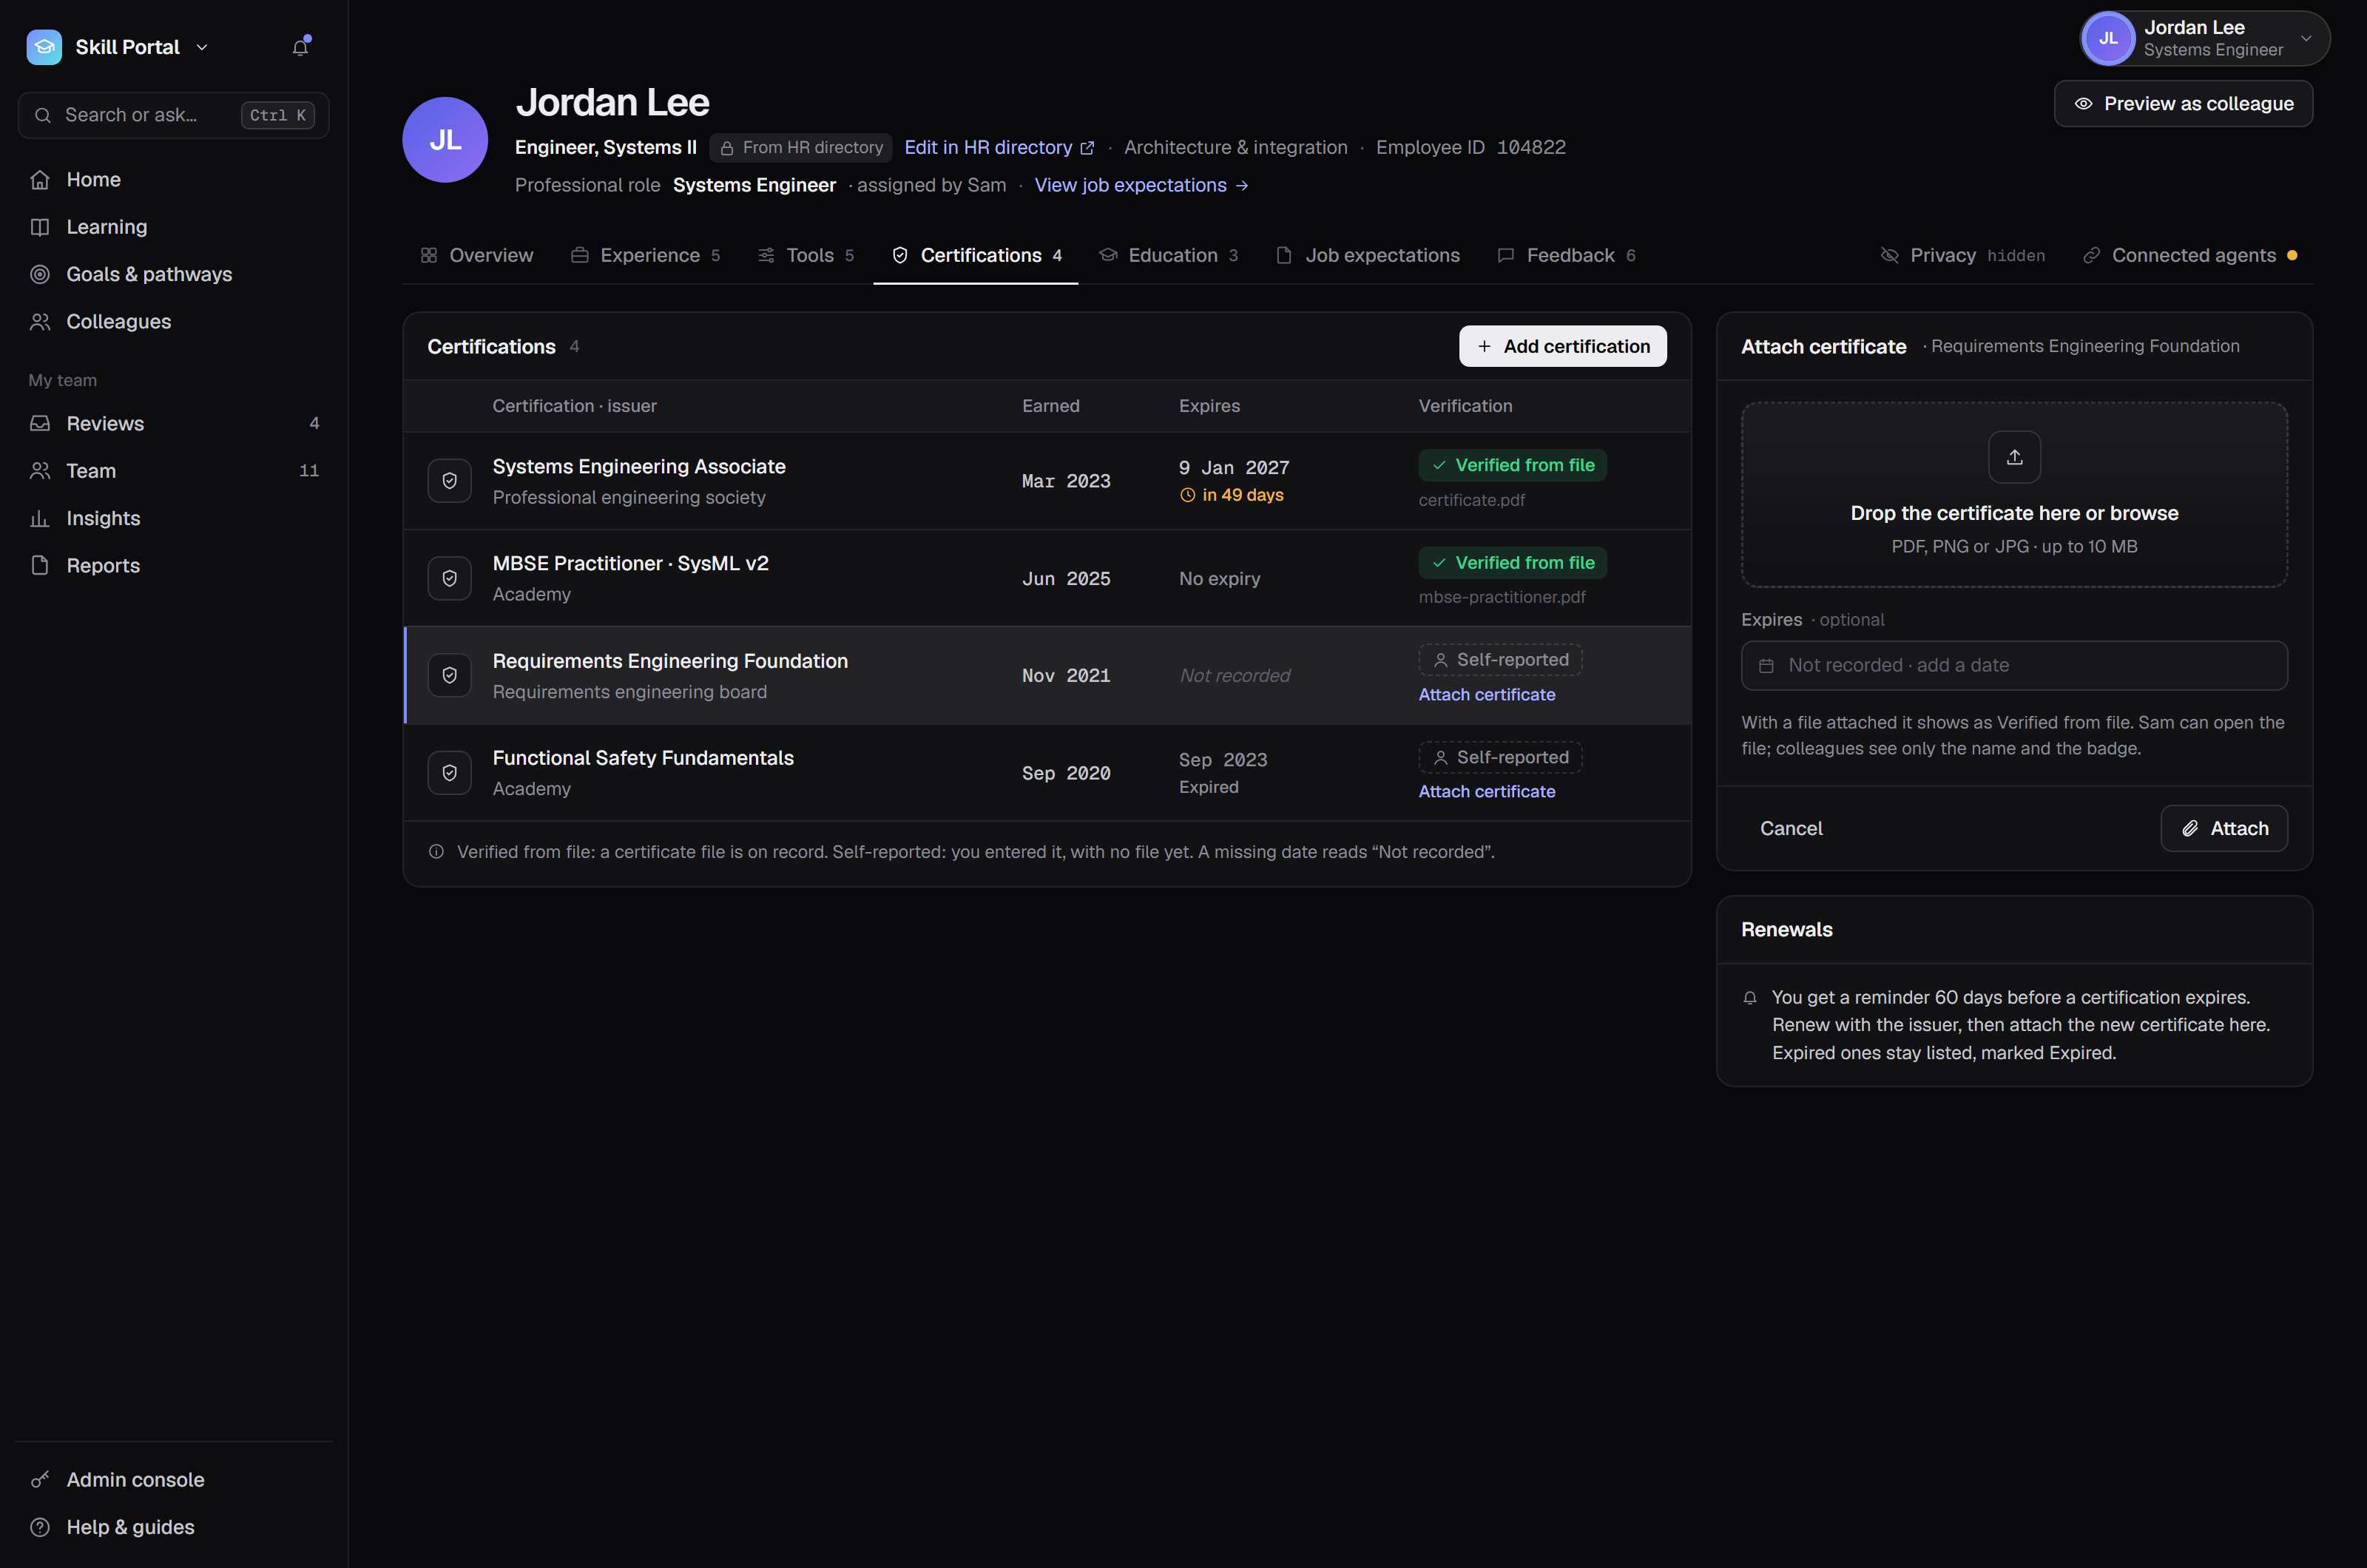 Skill Portal
Search or ask...
Ctrl K
Home
Learning
Goals & pathways
Colleagues
My team
Reviews 4
Team 11
Insights
Reports
Admin console
Help & guides
JL
Jordan Lee
Systems Engineer
Preview as colleague
JL
Jordan Lee
Engineer, Systems II From HR directory Edit in HR directory · Architecture & integration · Employee ID 104822
Professional role Systems Engineer · assigned by Sam · View job expectations →
Overview Experience 5 Tools 5 Certifications 4 Education 3 Job expectations Feedback 6 Privacy hidden Connected agents
Certifications 4
Add certification
Certification · issuer Earned Expires Verification
Systems Engineering Associate
Professional engineering society
Mar 2023
9 Jan 2027
in 49 days
Verified from file
certificate.pdf
MBSE Practitioner · SysML v2
Academy
Jun 2025
No expiry
Verified from file
mbse-practitioner.pdf
Requirements Engineering Foundation
Requirements engineering board
Nov 2021
Not recorded
Self-reported
Attach certificate
Functional Safety Fundamentals
Academy
Sep 2020
Sep 2023
Expired
Self-reported
Attach certificate
Verified from file: a certificate file is on record. Self-reported: you entered it, with no file yet. A missing date reads “Not recorded”.
Attach certificate · Requirements Engineering Foundation
Drop the certificate here or browse
PDF, PNG or JPG · up to 10 MB
Expires · optional
Not recorded · add a date
With a file attached it shows as Verified from file. Sam can open the
file; colleagues see only the name and the badge.
Cancel
Attach
Renewals
You get a reminder 60 days before a certification expires.
Renew with the issuer, then attach the new certificate here.
Expired ones stay listed, marked Expired.